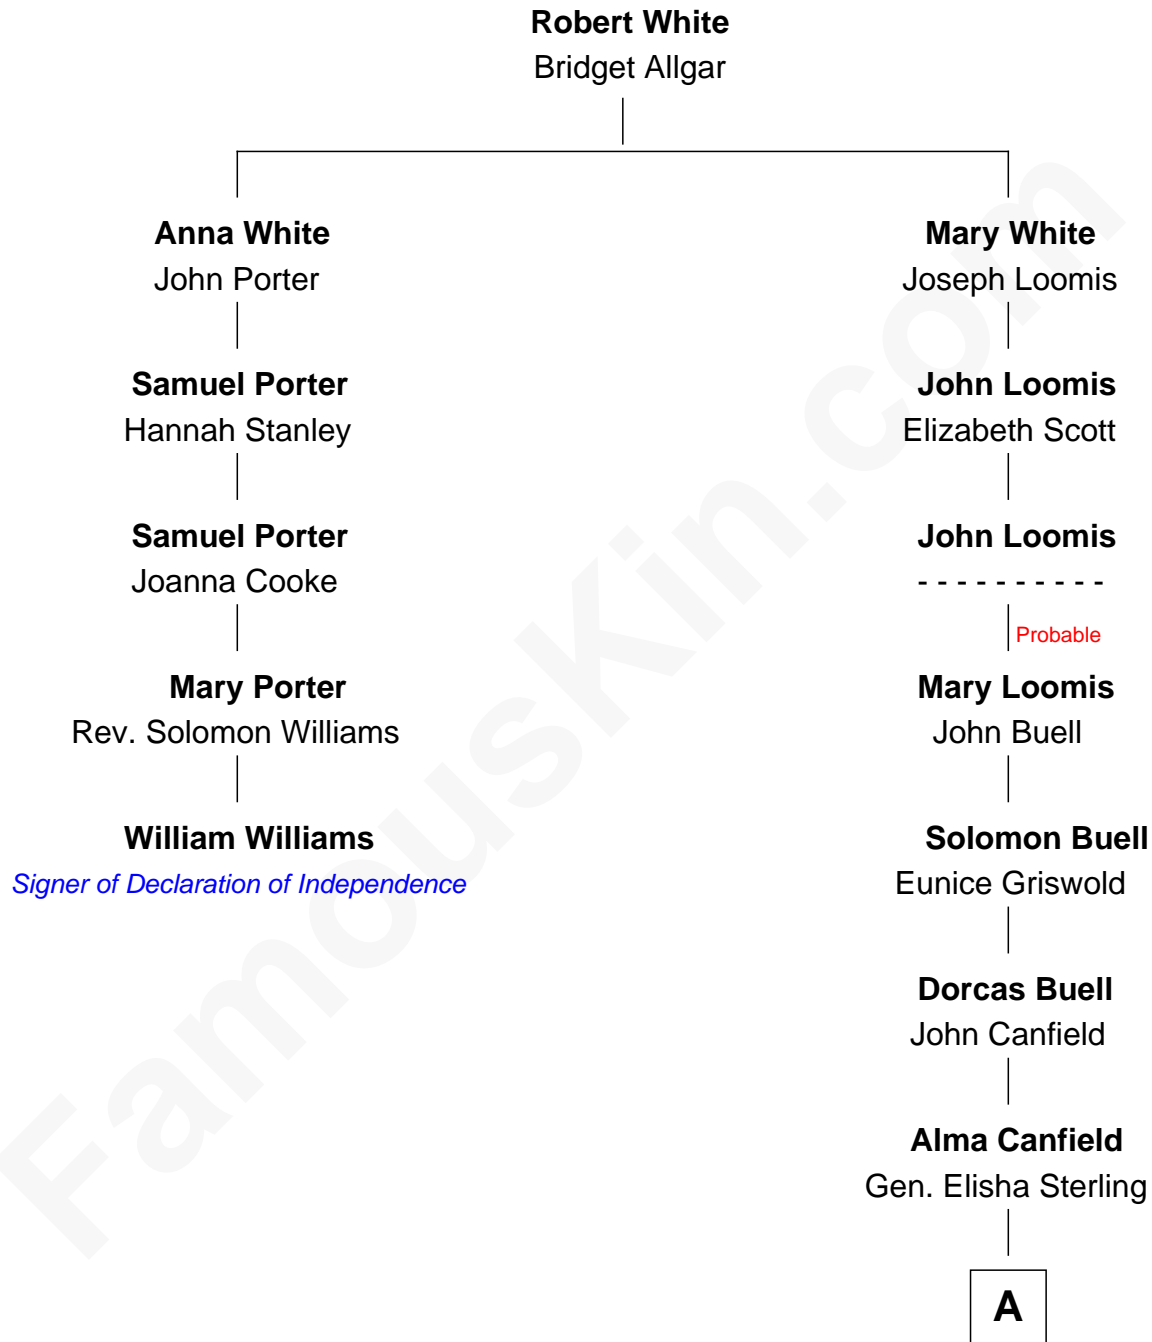 Robert White
Bridget Allgar
Anna White
John Porter
Mary White
Joseph Loomis
Samuel Porter
Hannah Stanley
John Loomis
Elizabeth Scott
Samuel Porter
Joanna Cooke
John Loomis
- - - - - - - - - -
Probable
Mary Porter
Rev. Solomon Williams
Mary Loomis
John Buell
William Williams
Signer of Declaration of Independence
Solomon Buell
Eunice Griswold
Dorcas Buell
John Canfield
Alma Canfield
Gen. Elisha Sterling
A
FamousKin.com